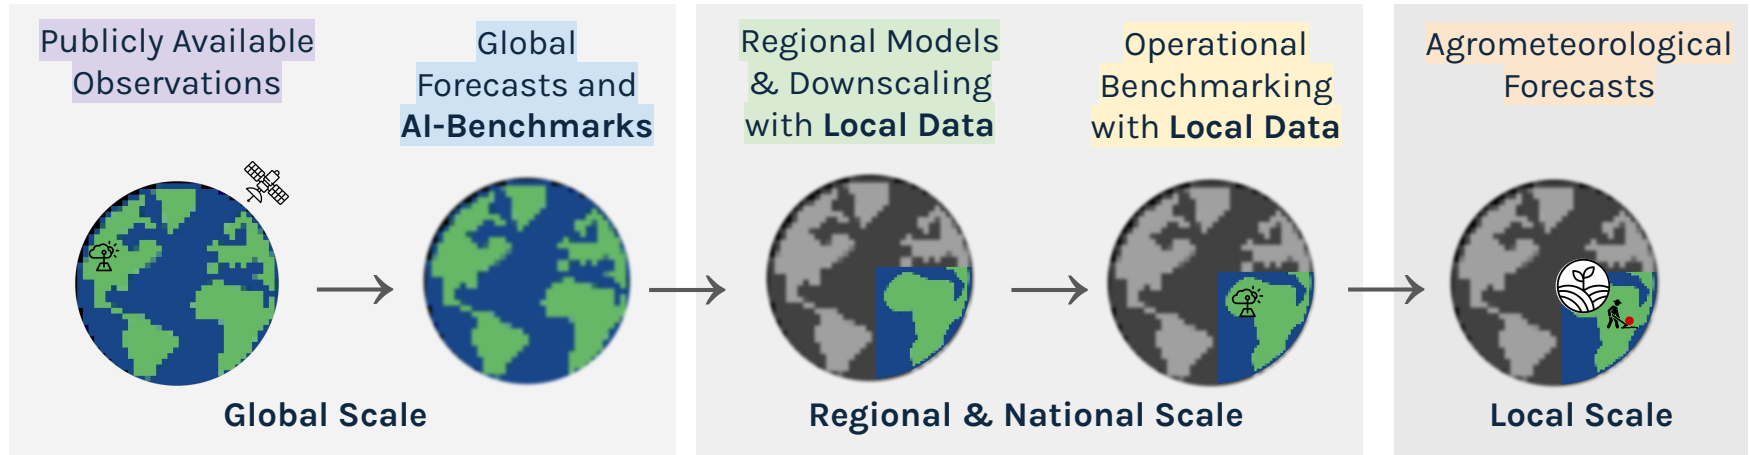 Publicly Available
Observations
Global
Forecasts and
AI-Benchmarks
Global Scale
Regional Models
& Downscaling
with Local Data
Operational
Benchmarking
with Local Data
Regional & National Scale
Agrometeorological
Forecasts
Local Scale